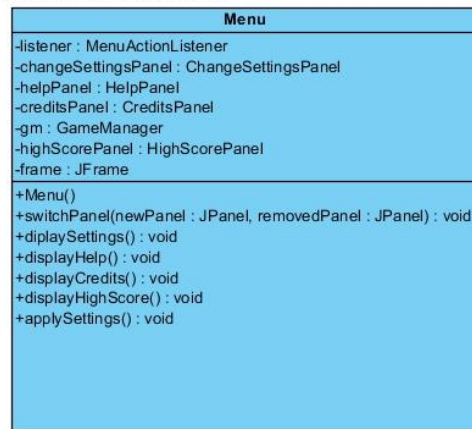 Menu
-listener : MenuActionListener
-changeSettingsPanel : ChangeSettingsPanel
-helpPanel : HelpPanel
-creditsPanel : CreditsPanel
-gm : GameManager
-highScorePanel : HighScorePanel
-frame : JFrame
+Menu()
+switchPanel(newPanel : JPanel, removedPanel : JPanel) : void
+diplaySettings() : void
+displayHelp() : void
+displayCredits() : void
+displayHighScore() : void
+applySettings() : void